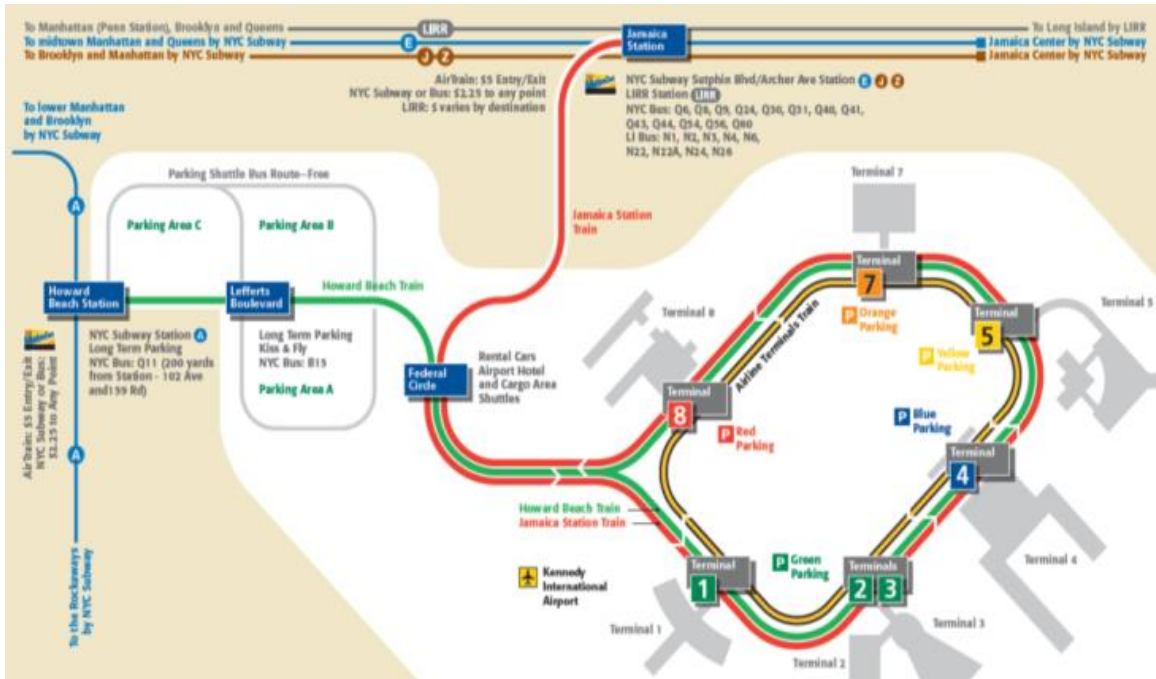 To Manhattan (Penn Station), Brooklyn and Queens
LIRR
To Long Island by LIRR
To midtown Manhattan and Queens by NYC Subway
E
Jamaica Center by NYC Subway
To Brooklyn and Manhattan by NYC Subway
J Z
Jamaica Center by NYC Subway
Jamaica
Station
AirTrain: $5 Entry/Exit
NYC Subway or Bus: $2.25 to any point
LIRR: $ varies by destination
NYC Subway Sutphin Blvd/Archer Ave Station E J Z
LIRR Station LIRR
NYC Bus: Q6, Q8, Q9, Q24, Q30, Q31, Q40, Q41,
Q43, Q44, Q54, Q56, Q60
LI Bus: N1, N2, N3, N4, N6,
N22, N22A, N24, N26
To lower Manhattan
and Brooklyn
by NYC Subway
A
Parking Shuttle Bus Route–Free
Parking Area C
Parking Area B
Jamaica Station
Train
Howard
Beach Station
Lefferts
Boulevard
Howard Beach Train
NYC Subway Station A
Long Term Parking
NYC Bus: Q11 (200 yards
from Station - 102 Ave
and 159 Rd)
AirTrain: $5 Entry/Exit
NYC Subway or Bus:
$2.25 to Any Point
A
To the Rockaways
by NYC Subway
Long Term Parking
Kiss & Fly
NYC Bus: B15
Parking Area A
Federal
Circle
Rental Cars
Airport Hotel
and Cargo Area
Shuttles
Terminal 7
Terminal
7
P Orange
Parking
Terminal 5
Terminal
5
P Yellow
Parking
Terminal 8
Airline Terminals Train
Terminal
8
P Red
Parking
P Blue
Parking
Terminal
4
Terminal 4
Howard Beach Train
Jamaica Station Train
Kennedy
International
Airport
Terminal
1
Terminal 1
P Green
Parking
Terminals
2 3
Terminal 3
Terminal 2